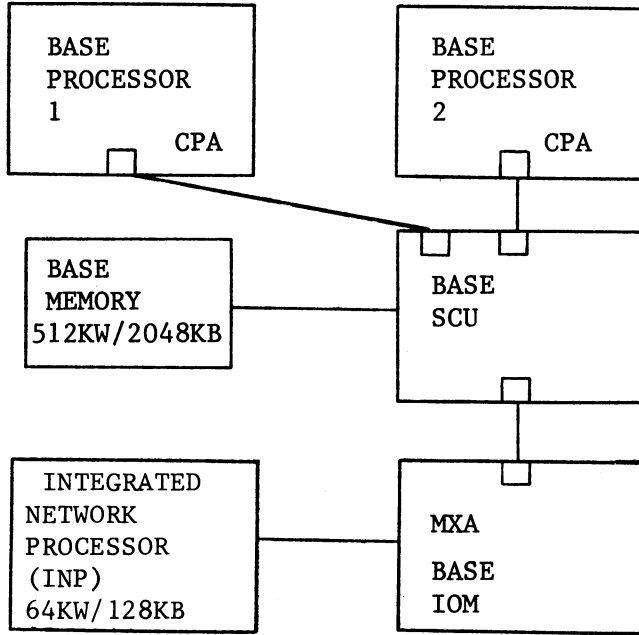 BASE
PROCESSOR
1
CPA
BASE
PROCESSOR
2
CPA
BASE
MEMORY
512KW/2048KB
BASE
SCU
INTEGRATED
NETWORK
PROCESSOR
(INP)
64KW/128KB
MXA
BASE
IOM